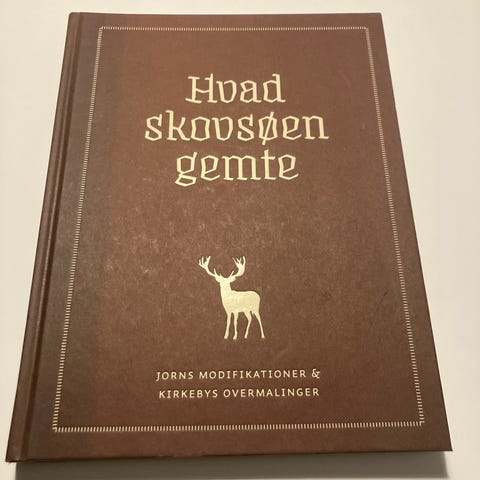 Hvad
skovsøen
gemte
JORNS MODIFIKATIONER &
KIRKEBYS OVERMALINGER